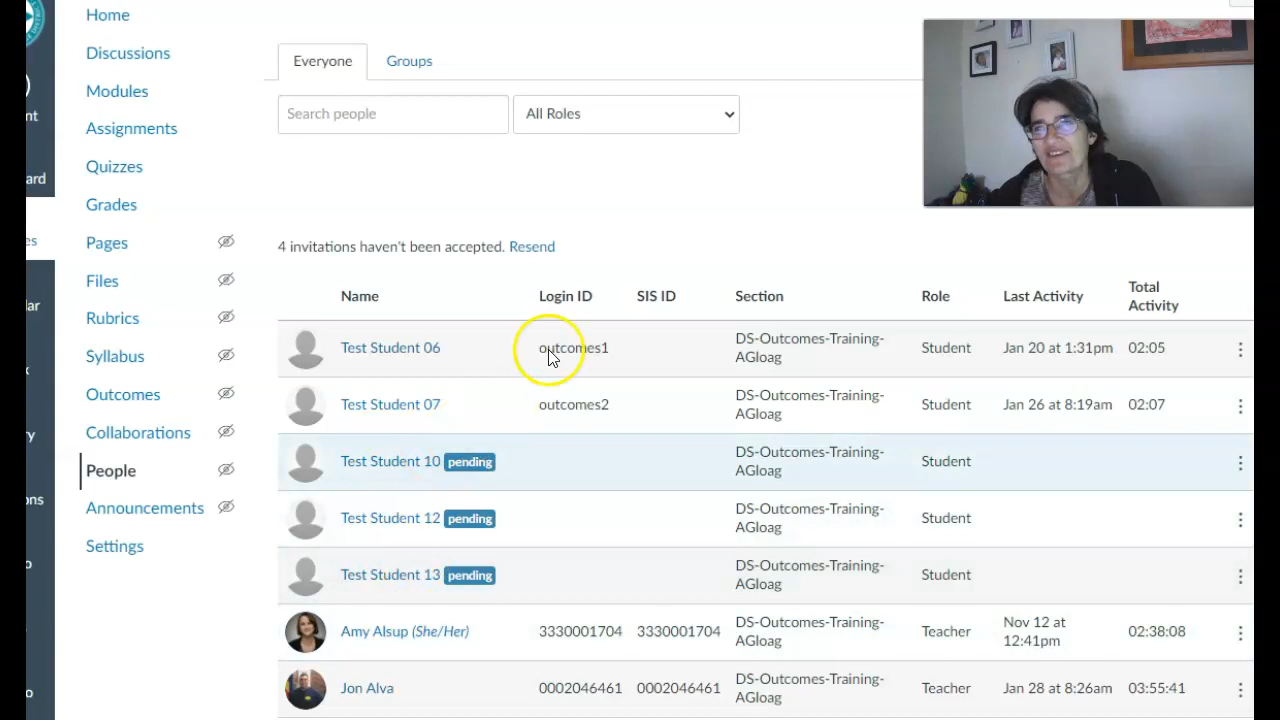 Home
Discussions
Modules
Assignments
Quizzes
Grades
Pages
Files
Rubrics
Syllabus
Outcomes
Collaborations
People
Announcements
Settings
nt
ard
es
lar
ry
ons
o
o
Everyone Groups
Search people All Roles
4 invitations haven't been accepted. Resend
Name Login ID SIS ID Section Role Last Activity Total
Activity
Test Student 06 outcomes1 DS-Outcomes-Training- Student Jan 20 at 1:31pm 02:05
AGloag
Test Student 07 outcomes2 DS-Outcomes-Training- Student Jan 26 at 8:19am 02:07
AGloag
Test Student 10 pending DS-Outcomes-Training- Student
AGloag
Test Student 12 pending DS-Outcomes-Training- Student
AGloag
Test Student 13 pending DS-Outcomes-Training- Student
AGloag
Amy Alsup (She/Her) 3330001704 3330001704 DS-Outcomes-Training- Teacher Nov 12 at 02:38:08
AGloag 12:41pm
Jon Alva 0002046461 0002046461 DS-Outcomes-Training- Teacher Jan 28 at 8:26am 03:55:41
AGloag